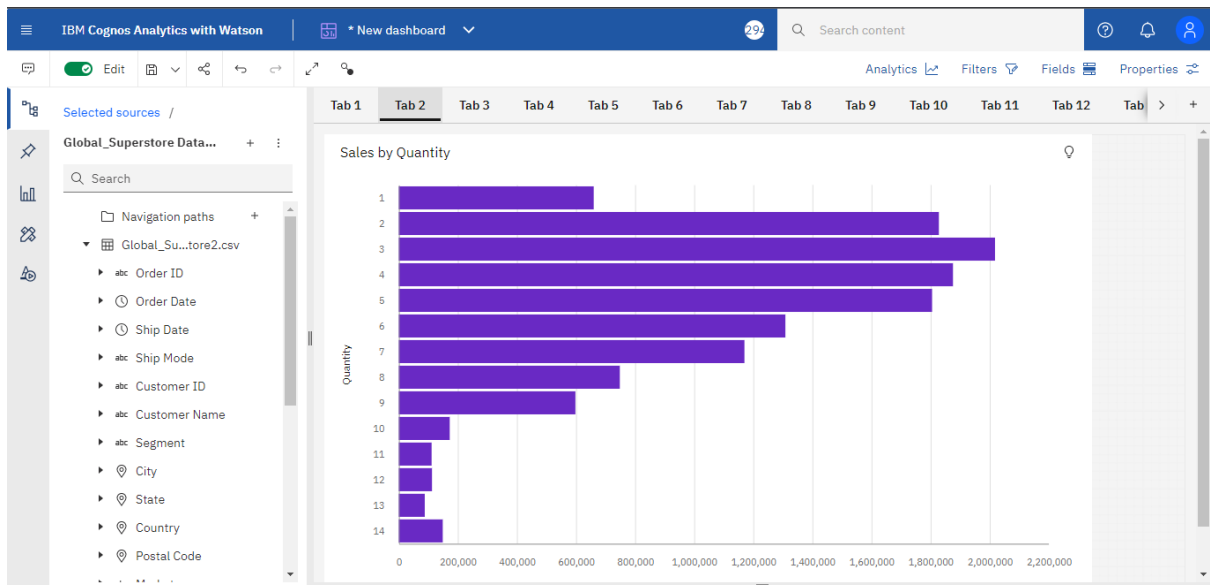 IBM Cognos Analytics with Watson
* New dashboard
294
Search content
Edit
Analytics
Filters
Fields
Properties
Selected sources /
Global_Superstore Data...
Search
Navigation paths
Global_Su...tore2.csv
abc Order ID
Order Date
Ship Date
abc Ship Mode
abc Customer ID
abc Customer Name
abc Segment
City
State
Country
Postal Code
Tab 1 Tab 2 Tab 3 Tab 4 Tab 5 Tab 6 Tab 7 Tab 8 Tab 9 Tab 10 Tab 11 Tab 12 Tab
Sales by Quantity
Quantity
1
2
3
4
5
6
7
8
9
10
11
12
13
14
0 200,000 400,000 600,000 800,000 1,000,000 1,200,000 1,400,000 1,600,000 1,800,000 2,000,000 2,200,000